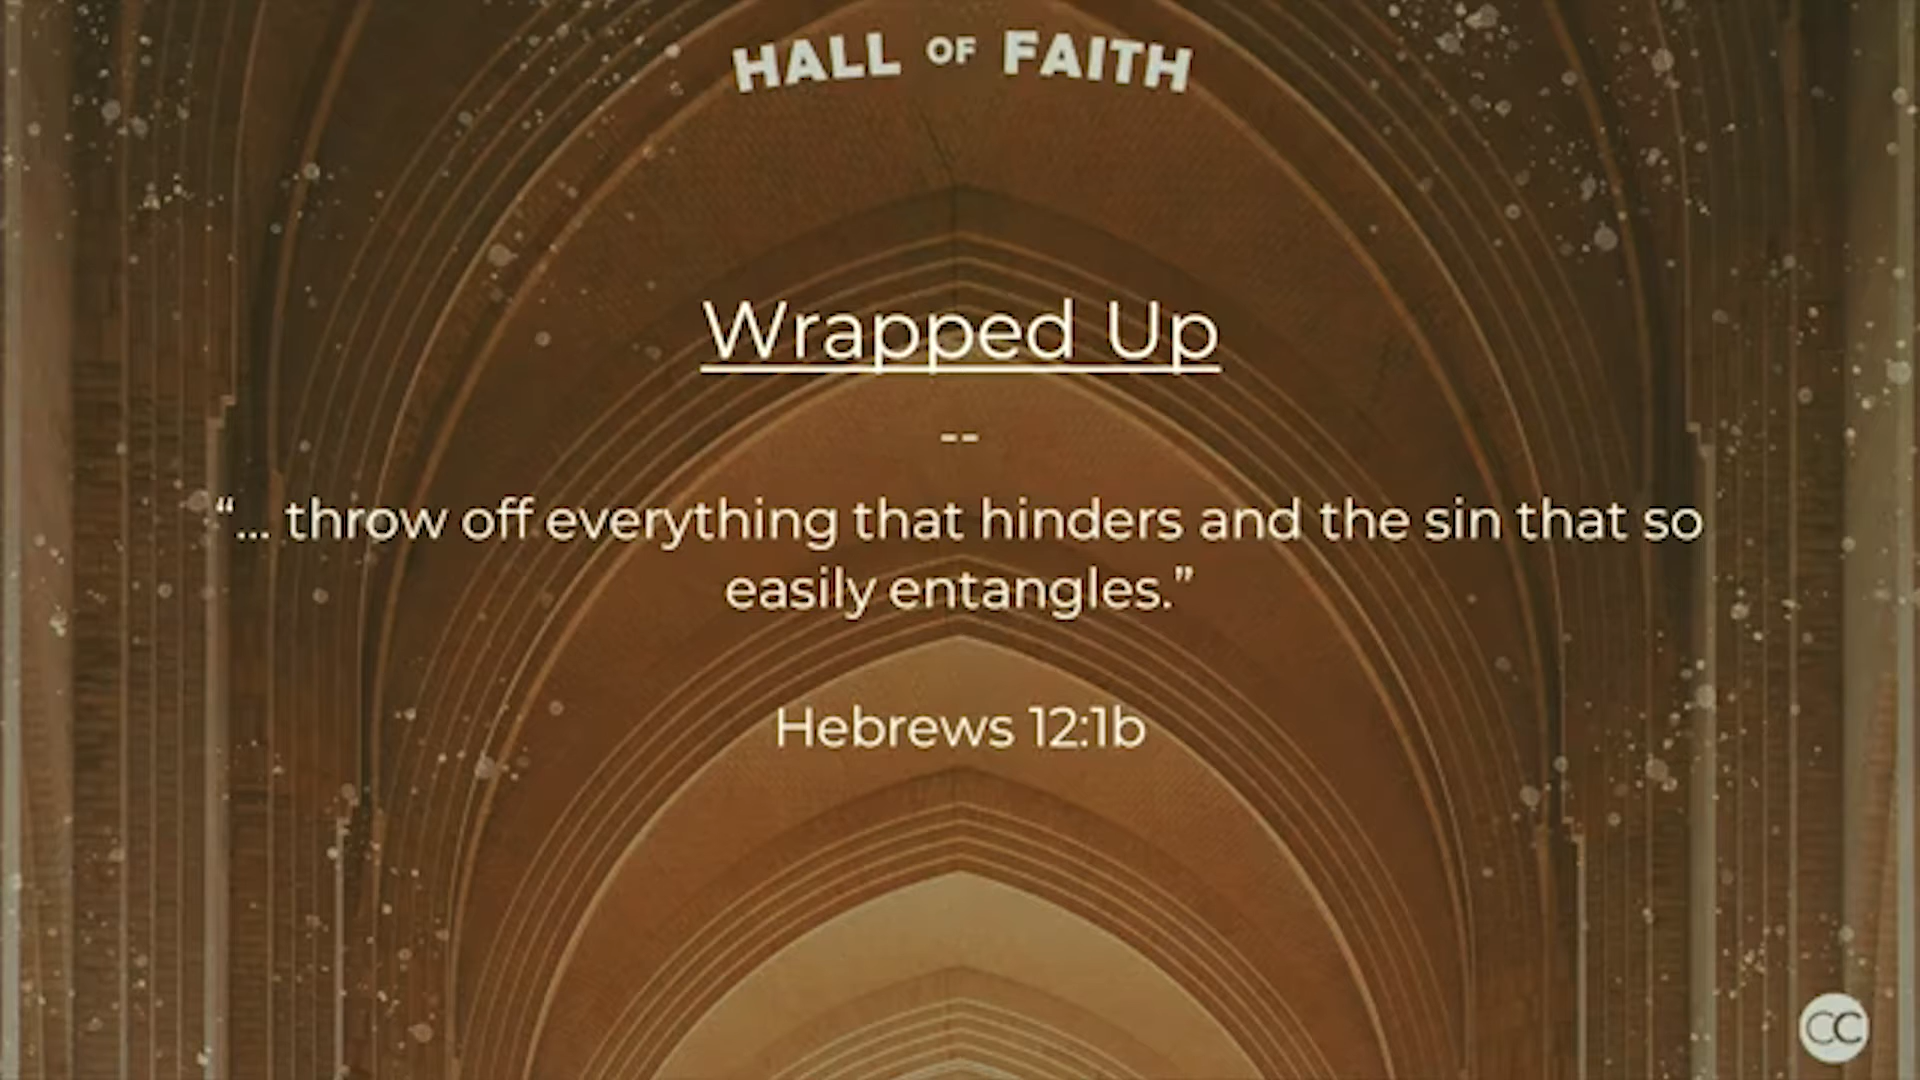 HALL OF FAITH
Wrapped Up
--
“... throw off everything that hinders and the sin that so
easily entangles.”
Hebrews 12:1b
CC